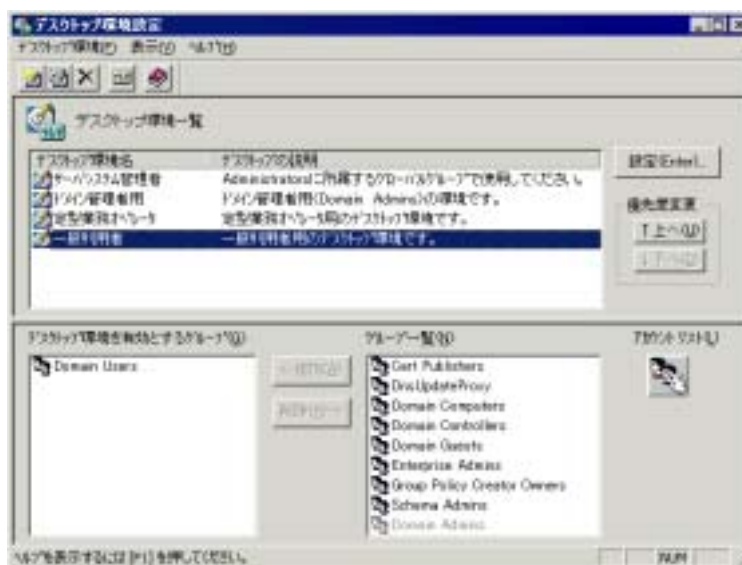 デスクトップ環境設定
デスクトップ環境(E) 表示(V) ヘルプ(H)
デスクトップ環境一覧
デスクトップ環境名 デスクトップの説明
サーバシステム管理者 Administratorsに所属するグローバルグループで使用してください。
ドメイン管理者用 ドメイン管理者用(Domain Admins)の環境です。
定型業務オペレータ 定型業務オペレータ用のデスクトップ環境です。
一般利用者 一般利用者用のデスクトップ環境です。
設定(Enter)...
優先度変更
↑上へ(U)
↓下へ(D)
デスクトップ環境を有効とするグループ(G)
グループ一覧(N)
アカウントリスト(L)
Domain Users
Cert Publishers
DnsUpdateProxy
Domain Computers
Domain Controllers
Domain Guests
Enterprise Admins
Group Policy Creator Owners
Schema Admins
Domain Admins
ヘルプを表示するには [F1] を押してください。
NUM